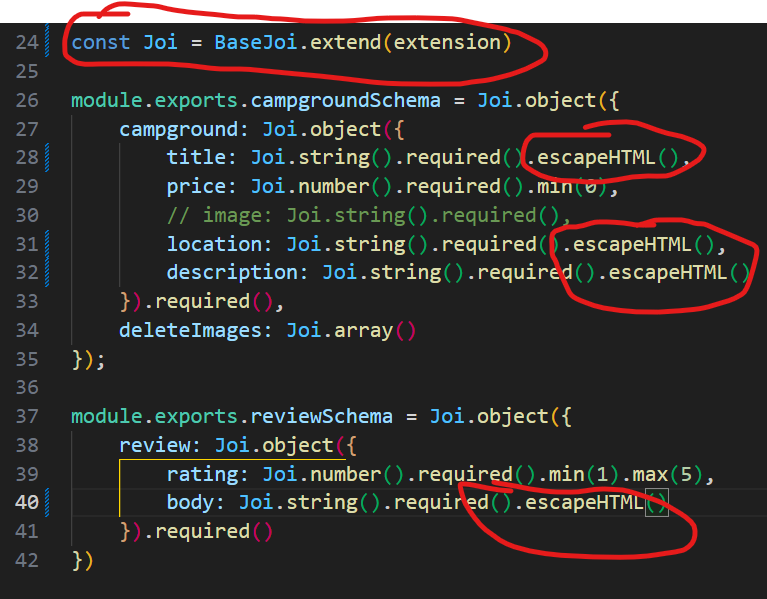 24 const Joi = BaseJoi.extend(extension)
25
26 module.exports.campgroundSchema = Joi.object({
27 campground: Joi.object({
28 title: Joi.string().required().escapeHTML(),
29 price: Joi.number().required().min(0),
30 // image: Joi.string().required(),
31 location: Joi.string().required().escapeHTML(),
32 description: Joi.string().required().escapeHTML()
33 }).required(),
34 deleteImages: Joi.array()
35 });
36
37 module.exports.reviewSchema = Joi.object({
38 review: Joi.object({
39 rating: Joi.number().required().min(1).max(5),
40 body: Joi.string().required().escapeHTML()
41 }).required()
42 })